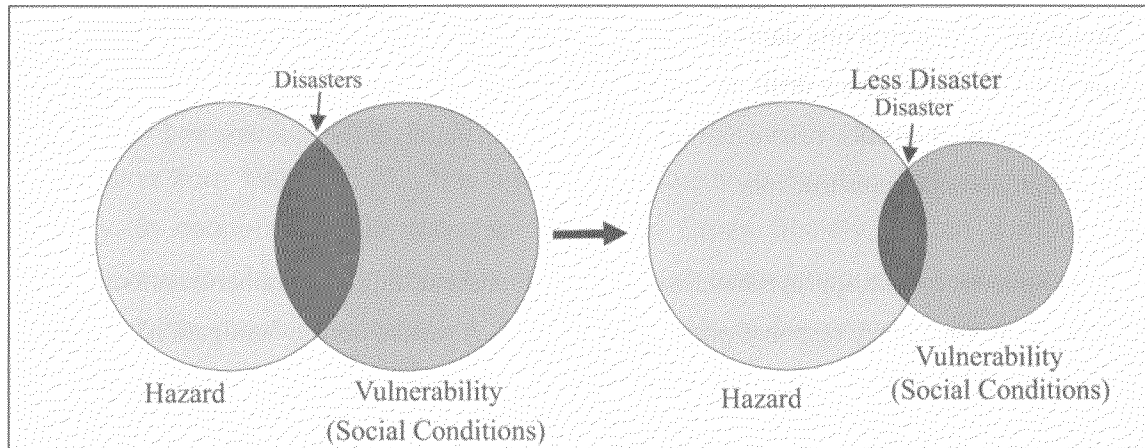 Disasters
Hazard
Vulnerability
(Social Conditions)
Less Disaster
Disaster
Hazard
Vulnerability
(Social Conditions)